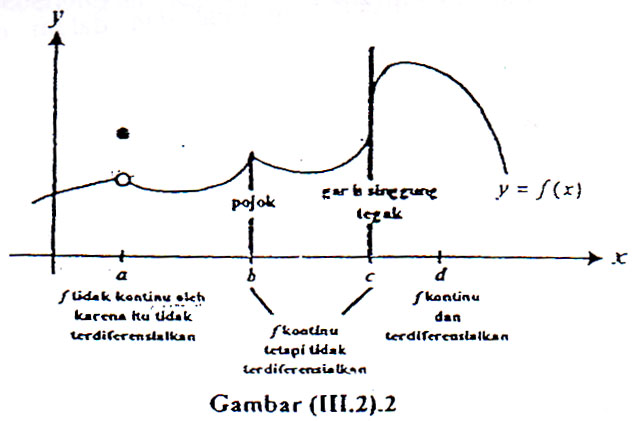 y
pojok
garis singgung
tegak
y = f(x)
x
a
b
c
d
f tidak kontinu oleh
karena itu tidak
terdiferensialkan
f kontinu
tetapi tidak
terdiferensialkan
f kontinu
dan
terdiferensialkan
Gambar (III.2).2